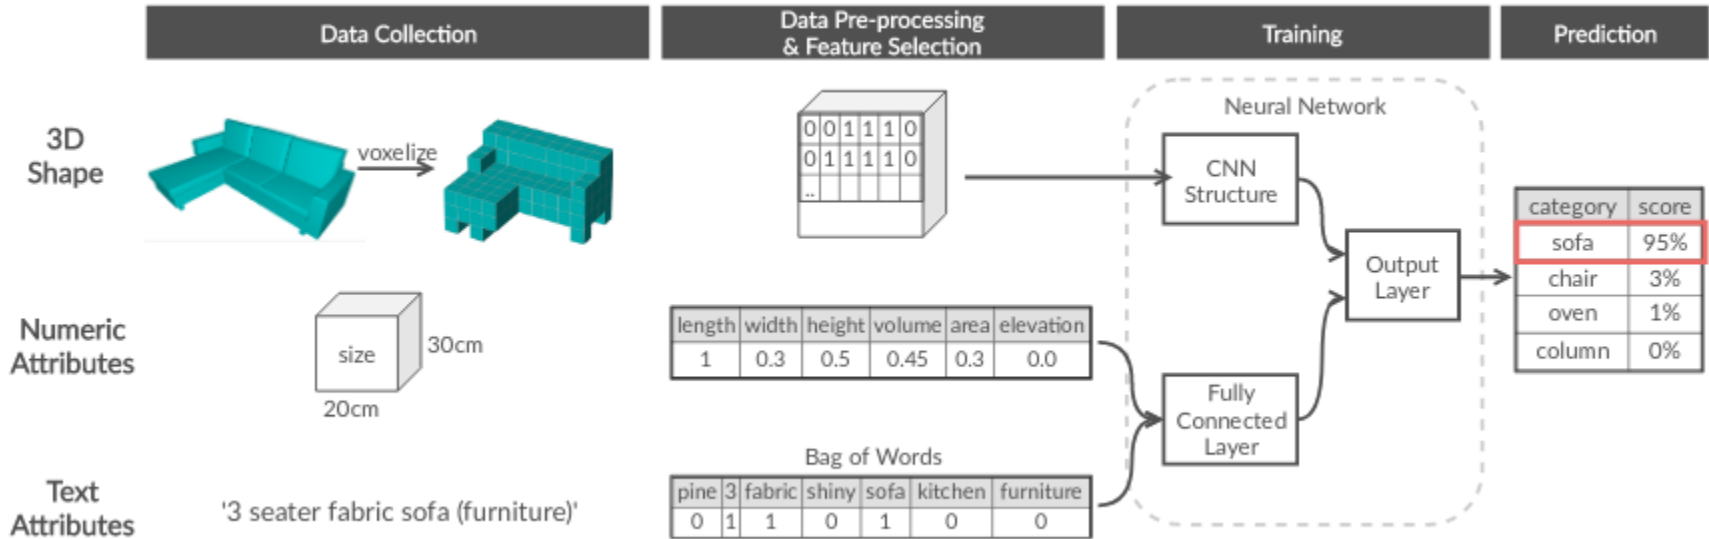 Data Collection
Data Pre-processing
& Feature Selection
Training
Prediction
3D
Shape
voxelize
0 0 1 1 1 0
0 1 1 1 1 0
..
Neural Network
CNN
Structure
Output
Layer
category score
sofa 95%
chair 3%
oven 1%
column 0%
Numeric
Attributes
size
30cm
20cm
length width height volume area elevation
1 0.3 0.5 0.45 0.3 0.0
Fully
Connected
Layer
Text
Attributes
'3 seater fabric sofa (furniture)'
Bag of Words
pine 3 fabric shiny sofa kitchen furniture
0 1 1 0 1 0 0